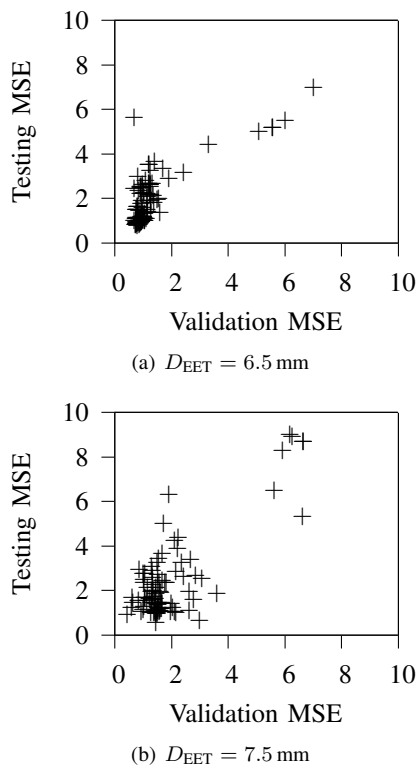 10
8
6
4
2
0
Testing MSE
0 2 4 6 8 10
Validation MSE
(a) D_EET = 6.5 mm
10
8
6
4
2
0
Testing MSE
0 2 4 6 8 10
Validation MSE
(b) D_EET = 7.5 mm